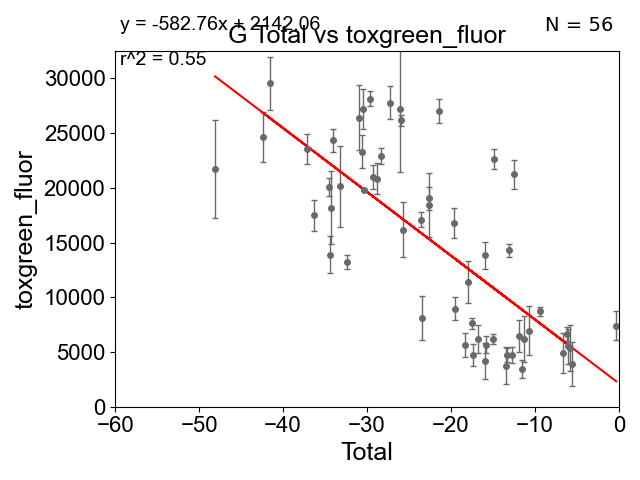 y = -582.76x + 2142.06
N = 56
G Total vs toxgreen_fluor
r^2 = 0.55
30000
25000
20000
15000
10000
5000
0
toxgreen_fluor
−60 −50 −40 −30 −20 −10 0
Total